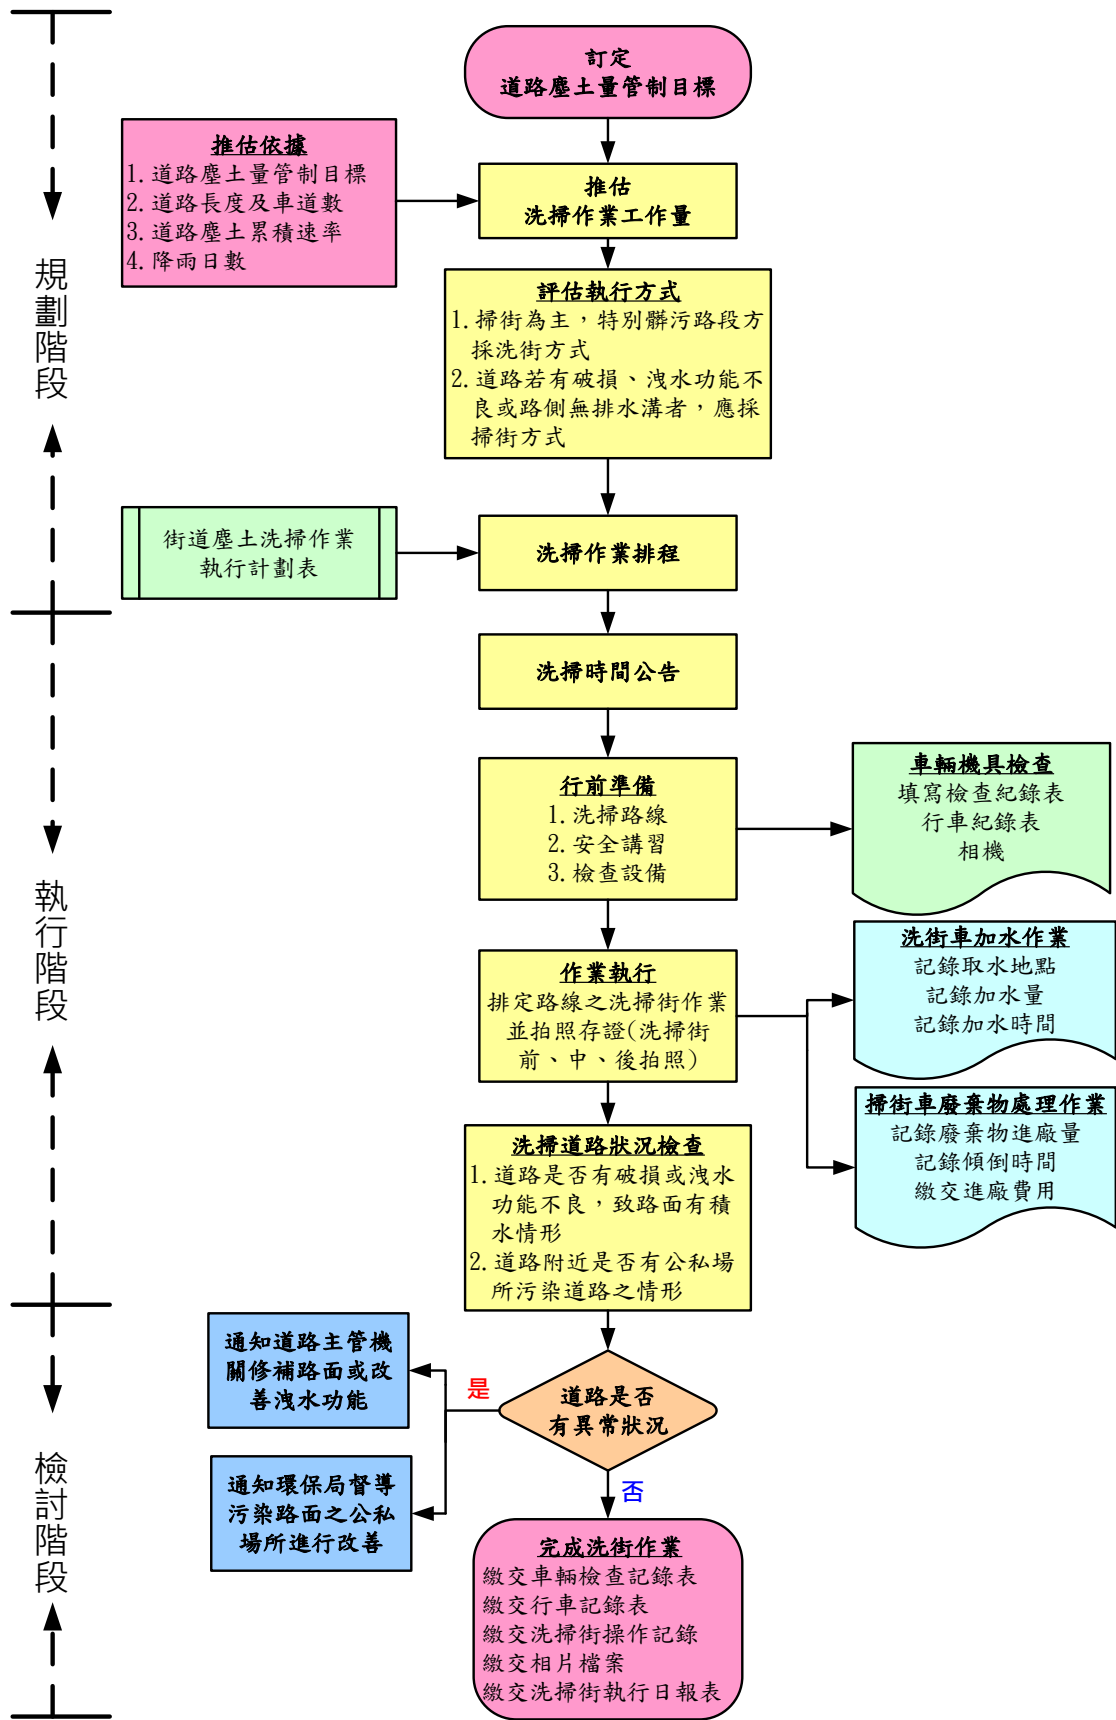 訂定
道路塵土量管制目標
推估依據
1. 道路塵土量管制目標
2. 道路長度及車道數
3. 道路塵土累積速率
4. 降雨日數
推估
洗掃作業工作量
規劃階段
評估執行方式
1. 掃街為主，特別髒污路段方
採洗街方式
2. 道路若有破損、洩水功能不
良或路側無排水溝者，應採
掃街方式
街道塵土洗掃作業
執行計劃表
洗掃作業排程
洗掃時間公告
行前準備
1. 洗掃路線
2. 安全講習
3. 檢查設備
車輛機具檢查
填寫檢查紀錄表
行車紀錄表
相機
執行階段
作業執行
排定路線之洗掃街作業
並拍照存證(洗掃街
前、中、後拍照)
洗街車加水作業
記錄取水地點
記錄加水量
記錄加水時間
掃街車廢棄物處理作業
記錄廢棄物進廠量
記錄傾倒時間
繳交進廠費用
洗掃道路狀況檢查
1. 道路是否有破損或洩水
功能不良，致路面有積
水情形
2. 道路附近是否有公私場
所污染道路之情形
通知道路主管機
關修補路面或改
善洩水功能
是
道路是否
有異常狀況
通知環保局督導
污染路面之公私
場所進行改善
否
檢討階段
完成洗街作業
繳交車輛檢查記錄表
繳交行車記錄表
繳交洗掃街操作記錄
繳交相片檔案
繳交洗掃街執行日報表